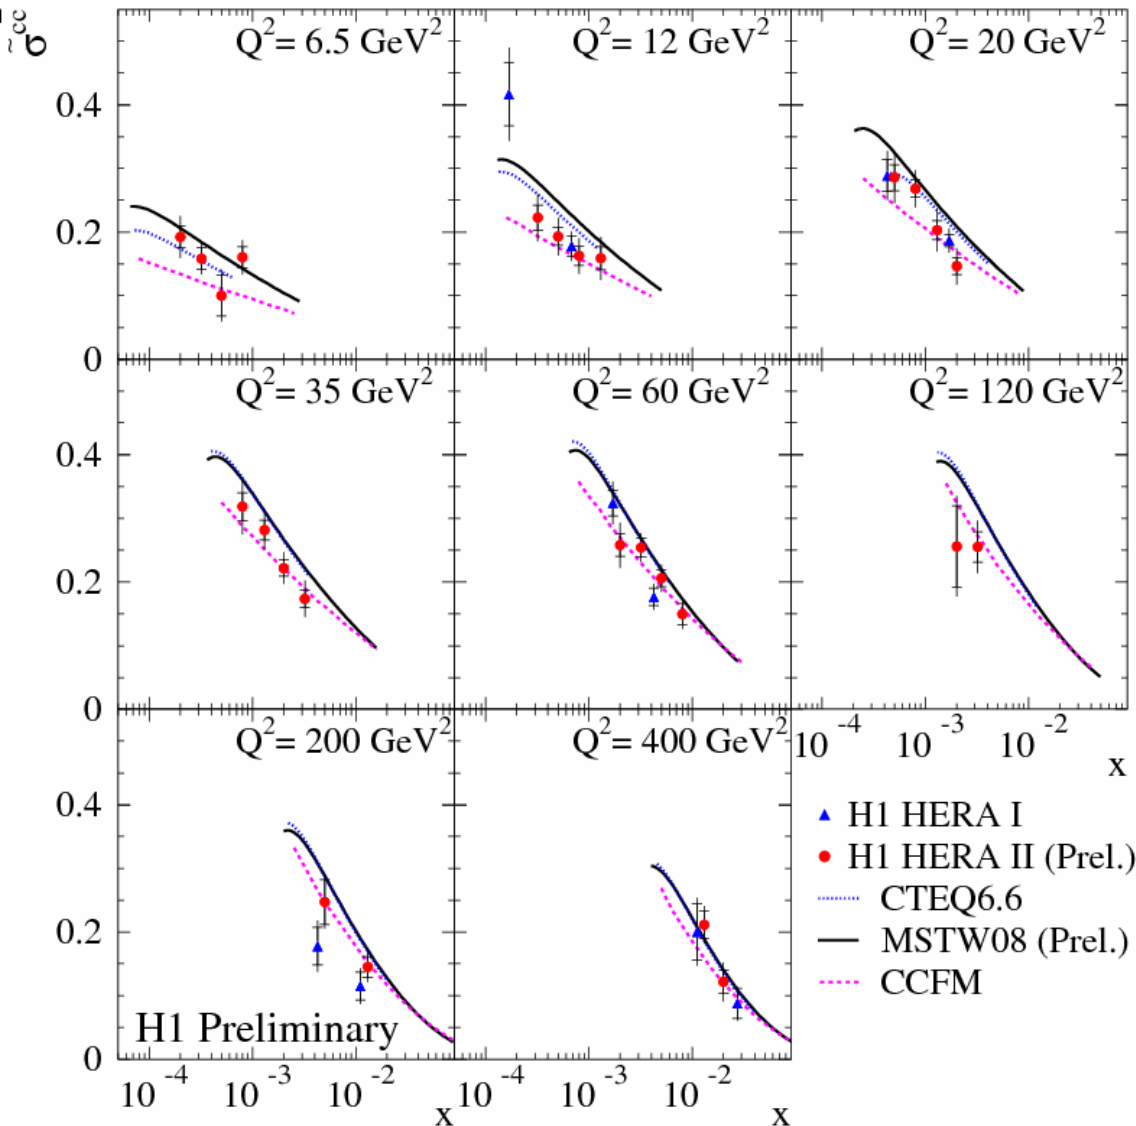 σ̃ᶜᶜ̄
Q²= 6.5 GeV²
Q²= 12 GeV²
Q²= 20 GeV²
0.4
0.2
0
Q²= 35 GeV²
Q²= 60 GeV²
Q²= 120 GeV²
0.4
0.2
0
10⁻⁴ 10⁻³ 10⁻²
x
Q²= 200 GeV²
Q²= 400 GeV²
0.4
0.2
0
H1 Preliminary
10⁻⁴ 10⁻³ 10⁻²
x
10⁻⁴ 10⁻³ 10⁻²
x
H1 HERA I
H1 HERA II (Prel.)
CTEQ6.6
MSTW08 (Prel.)
CCFM